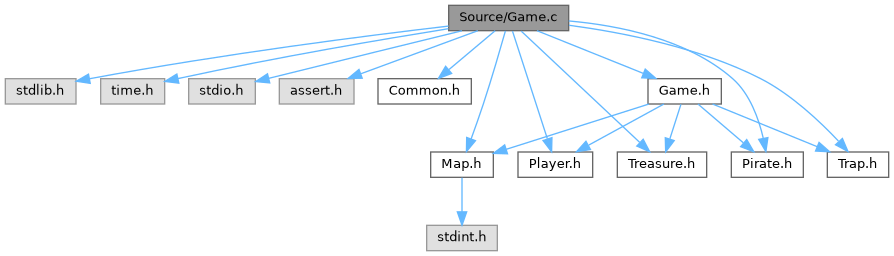 Source/Game.c
stdlib.h
time.h
stdio.h
assert.h
Common.h
Game.h
Map.h
Player.h
Treasure.h
Pirate.h
Trap.h
stdint.h